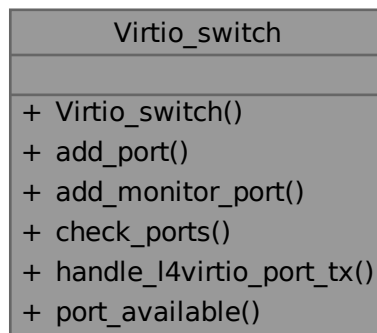 Virtio_switch
+ Virtio_switch()
+ add_port()
+ add_monitor_port()
+ check_ports()
+ handle_l4virtio_port_tx()
+ port_available()